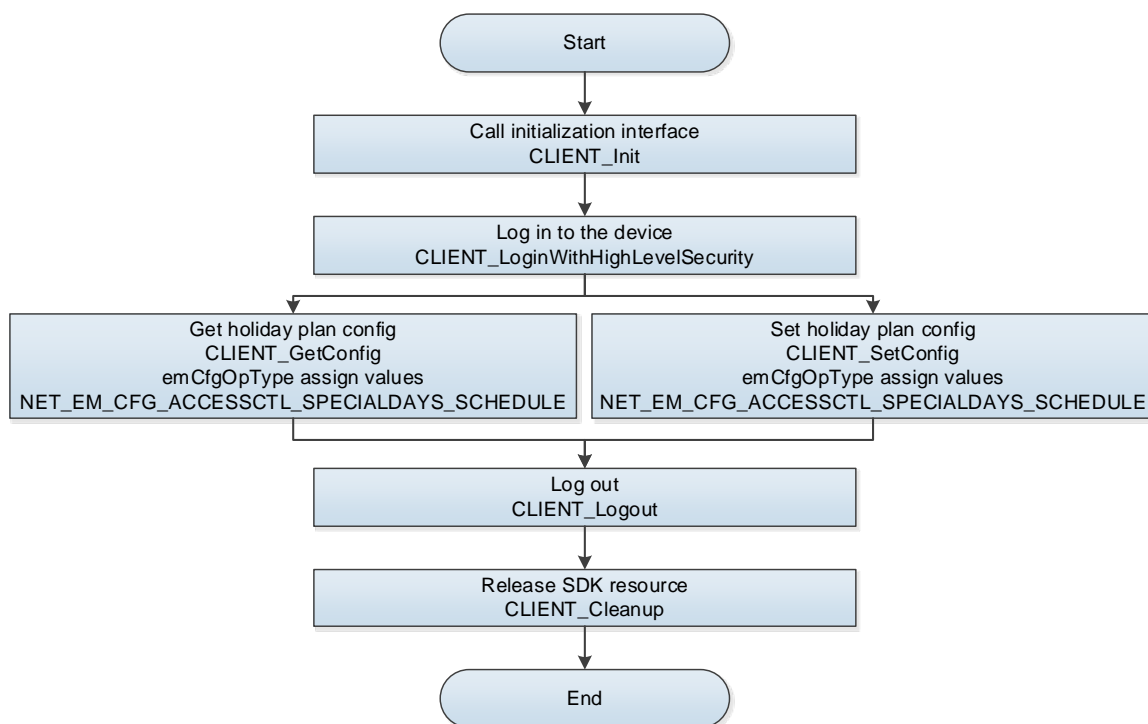 Start
Call initialization interface
CLIENT_Init
Log in to the device
CLIENT_LoginWithHighLevelSecurity
Get holiday plan config
CLIENT_GetConfig
emCfgOpType assign values
NET_EM_CFG_ACCESSCTL_SPECIALDAYS_SCHEDULE
Set holiday plan config
CLIENT_SetConfig
emCfgOpType assign values
NET_EM_CFG_ACCESSCTL_SPECIALDAYS_SCHEDULE
Log out
CLIENT_Logout
Release SDK resource
CLIENT_Cleanup
End